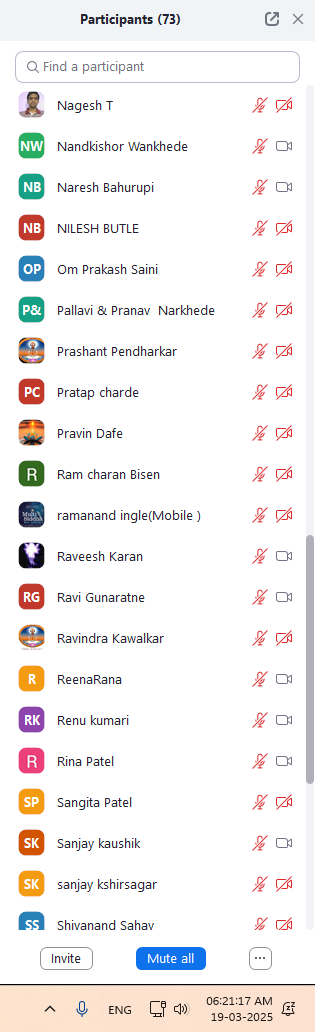 Participants (73)
Find a participant
Nagesh T
NW Nandkishor Wankhede
NB Naresh Bahurupi
NB NILESH BUTLE
OP Om Prakash Saini
P& Pallavi & Pranav Narkhede
Prashant Pendharkar
PC Pratap charde
Pravin Dafe
R Ram charan Bisen
ramanand ingle(Mobile )
Raveesh Karan
RG Ravi Gunaratne
Ravindra Kawalkar
R ReenaRana
RK Renu kumari
R Rina Patel
SP Sangita Patel
SK Sanjay kaushik
SK sanjay kshirsagar
SS Shivanand Sahay
Invite Mute all ...
ENG 06:21:17 AM
19-03-2025